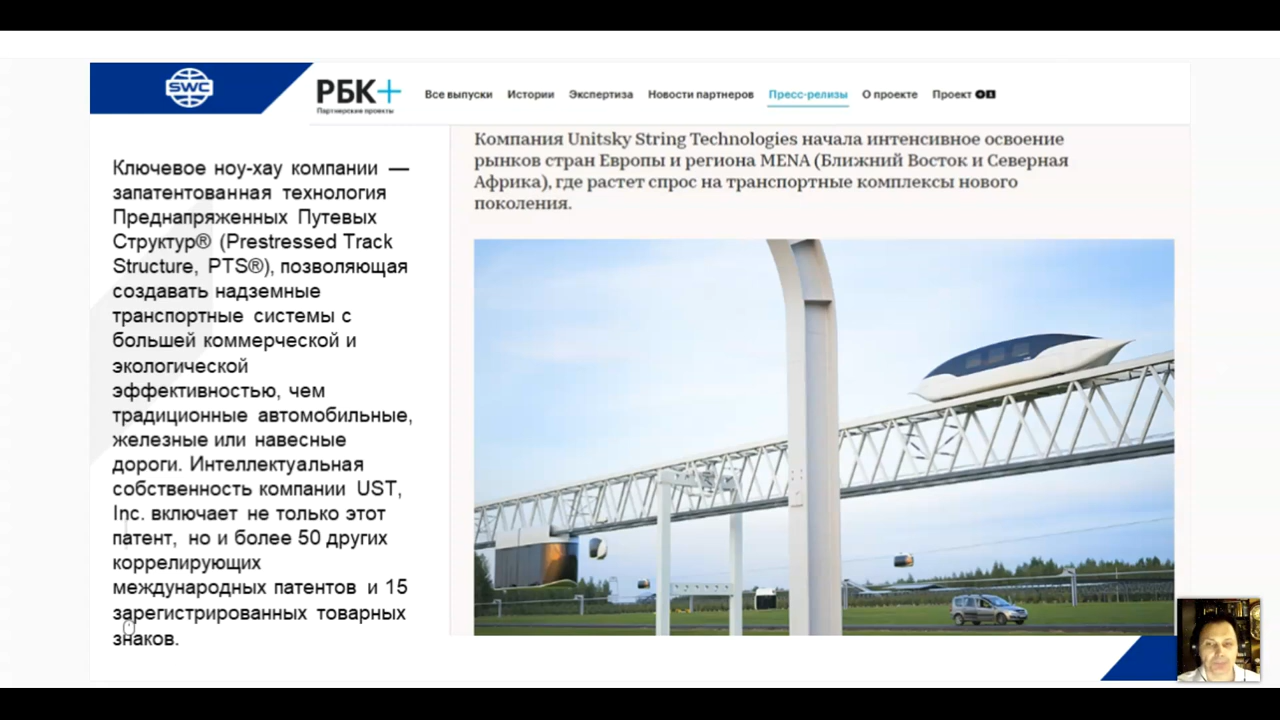 SWC
РБК+
Партнерские проекты
Все выпуски Истории Экспертиза Новости партнеров Пресс-релизы О проекте Проект
Компания Unitsky String Technologies начала интенсивное освоение
рынков стран Европы и региона MENA (Ближний Восток и Северная
Африка), где растет спрос на транспортные комплексы нового
поколения.
Ключевое ноу-хау компании —
запатентованная технология
Преднапряженных Путевых
Структур® (Prestressed Track
Structure, PTS®), позволяющая
создавать надземные
транспортные системы с
большей коммерческой и
экологической
эффективностью, чем
традиционные автомобильные,
железные или навесные
дороги. Интеллектуальная
собственность компании UST,
Inc. включает не только этот
патент, но и более 50 других
коррелирующих
международных патентов и 15
зарегистрированных товарных
знаков.